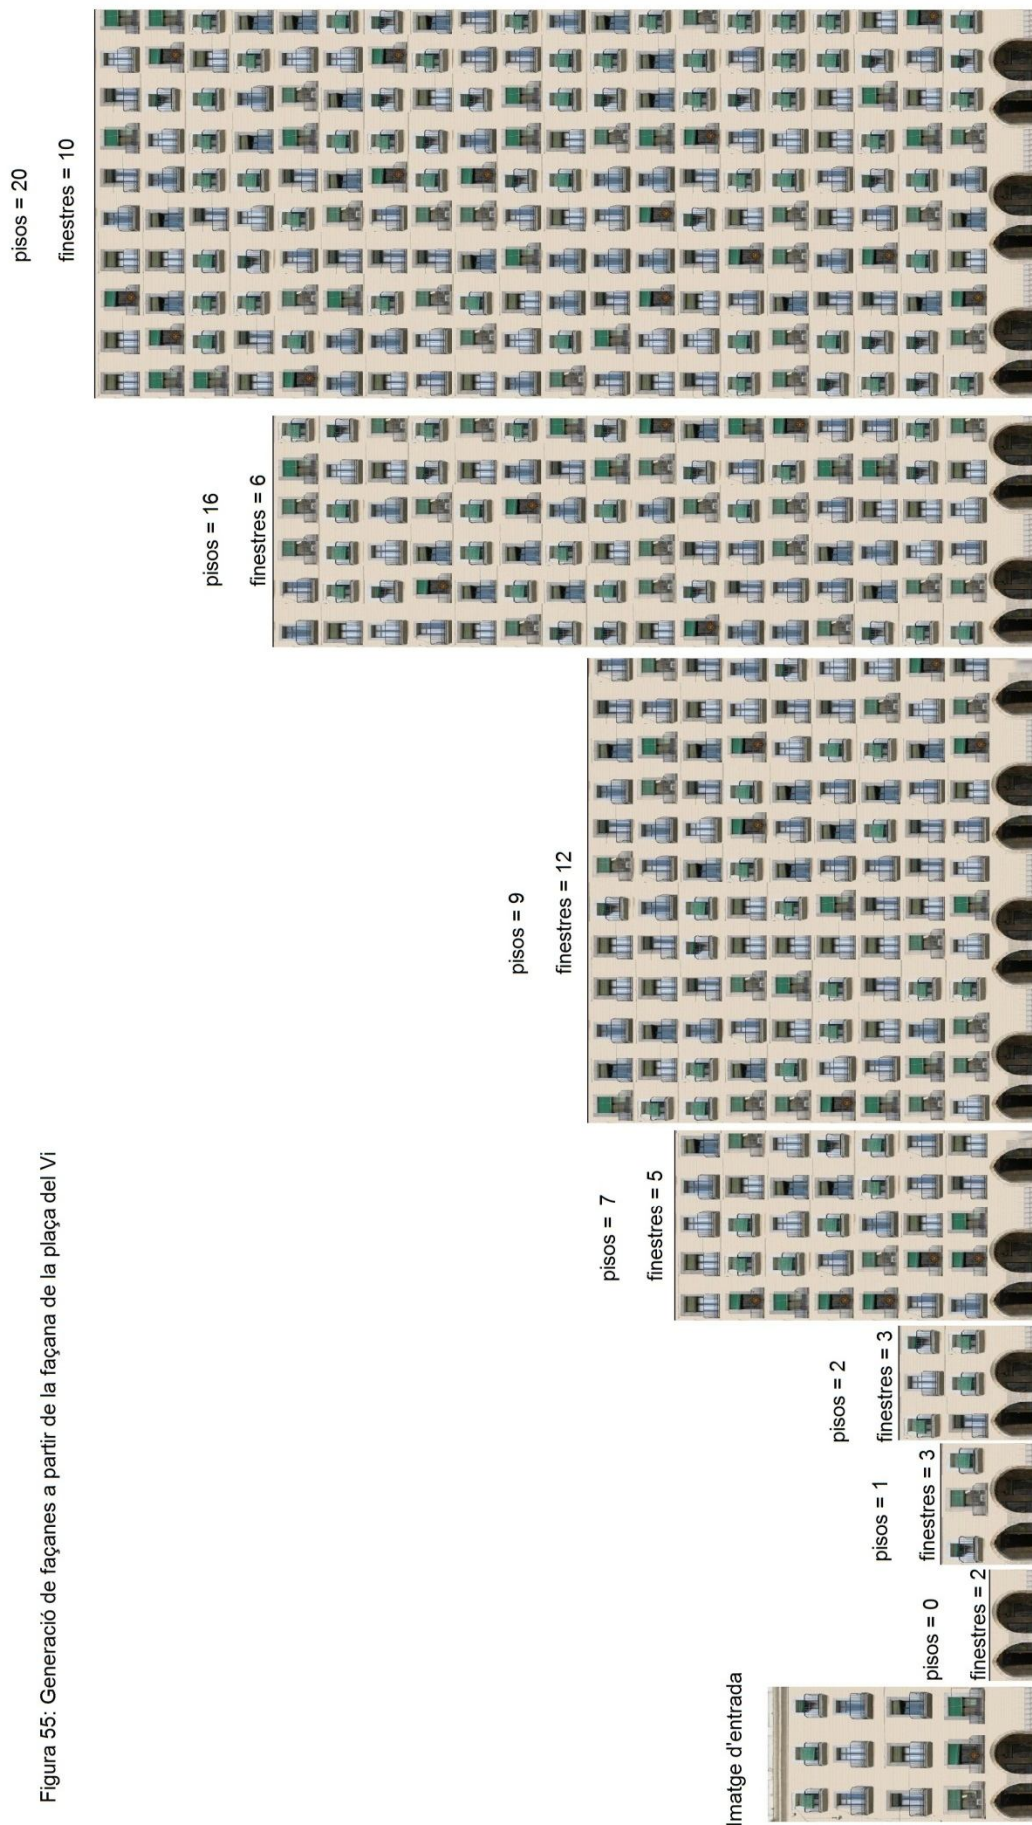 Figura 55: Generació de façanes a partir de la façana de la plaça del Vi
Imatge d'entrada
pisos = 0
finestres = 2
pisos = 1
finestres = 3
pisos = 2
finestres = 3
pisos = 7
finestres = 5
pisos = 9
finestres = 12
pisos = 16
finestres = 6
pisos = 20
finestres = 10